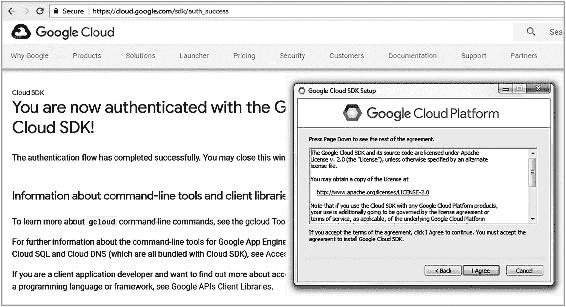 Secure https://cloud.google.com/sdk/auth_success
Google Cloud
Sea
Why Google Products Solutions Launcher Pricing Security Customers Documentation Support Partners
Cloud SDK
You are now authenticated with the G
Cloud SDK!
The authentication flow has completed successfully. You may close this win
Information about command-line tools and client librarie
To learn more about gcloud command-line commands, see the gcloud Too
For further information about the command-line tools for Google App Engine
Cloud SQL and Cloud DNS (which are all bundled with Cloud SDK), see Acces
If you are a client application developer and want to find out more about acc
a programming language or framework, see Google APIs Client Libraries.
Google Cloud SDK Setup
Google Cloud Platform
Press Page Down to see the rest of the agreement.
The Google Cloud SDK and its source code are licensed under Apache
License v. 2.0 (the "License"), unless otherwise specified by an alternate
license file.
You may obtain a copy of the License at
http://www.apache.org/licenses/LICENSE-2.0
Note that if you use the Cloud SDK with any Google Cloud Platform products,
your use is additionally going to be governed by the license agreement or
terms of service, as applicable, of the underlying Google Cloud Platform
If you accept the terms of the agreement, click I Agree to continue. You must accept the
agreement to install Google Cloud SDK.
< Back I Agree Cancel